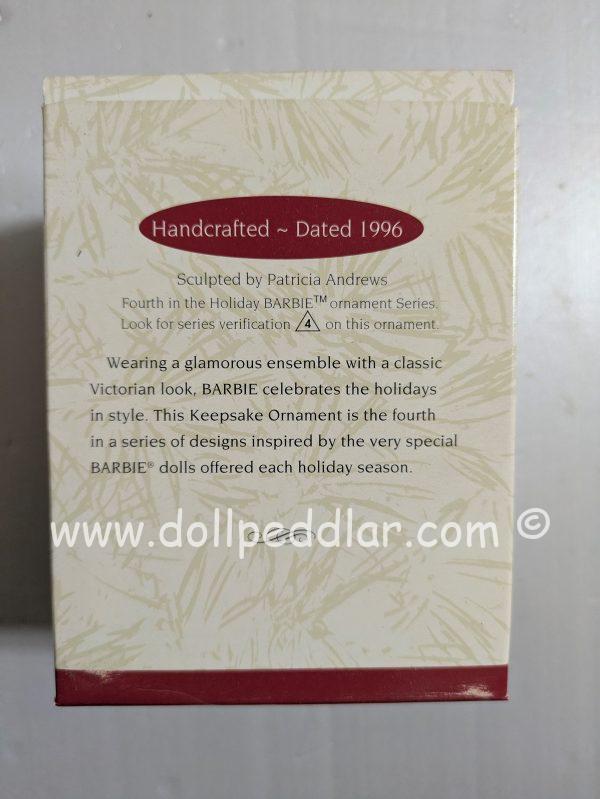 Handcrafted ~ Dated 1996
Sculpted by Patricia Andrews
Fourth in the Holiday BARBIE™ ornament Series.
Look for series verification 4 on this ornament.
Wearing a glamorous ensemble with a classic
Victorian look, BARBIE celebrates the holidays
in style. This Keepsake Ornament is the fourth
in a series of designs inspired by the very special
BARBIE® dolls offered each holiday season.
www.dollpeddlar.com ©